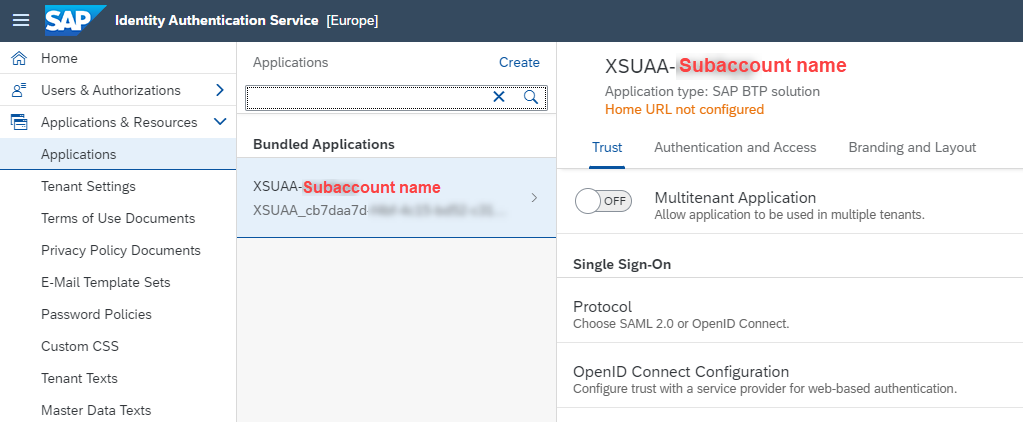 SAP Identity Authentication Service [Europe]
Home
Users & Authorizations
Applications & Resources
Applications
Tenant Settings
Terms of Use Documents
Privacy Policy Documents
E-Mail Template Sets
Password Policies
Custom CSS
Tenant Texts
Master Data Texts
Applications Create
Bundled Applications
XSUAA-Subaccount name
XSUAA_cb7daa7d
XSUAA-Subaccount name
Application type: SAP BTP solution
Home URL not configured
Trust Authentication and Access Branding and Layout
OFF
Multitenant Application
Allow application to be used in multiple tenants.
Single Sign-On
Protocol
Choose SAML 2.0 or OpenID Connect.
OpenID Connect Configuration
Configure trust with a service provider for web-based authentication.